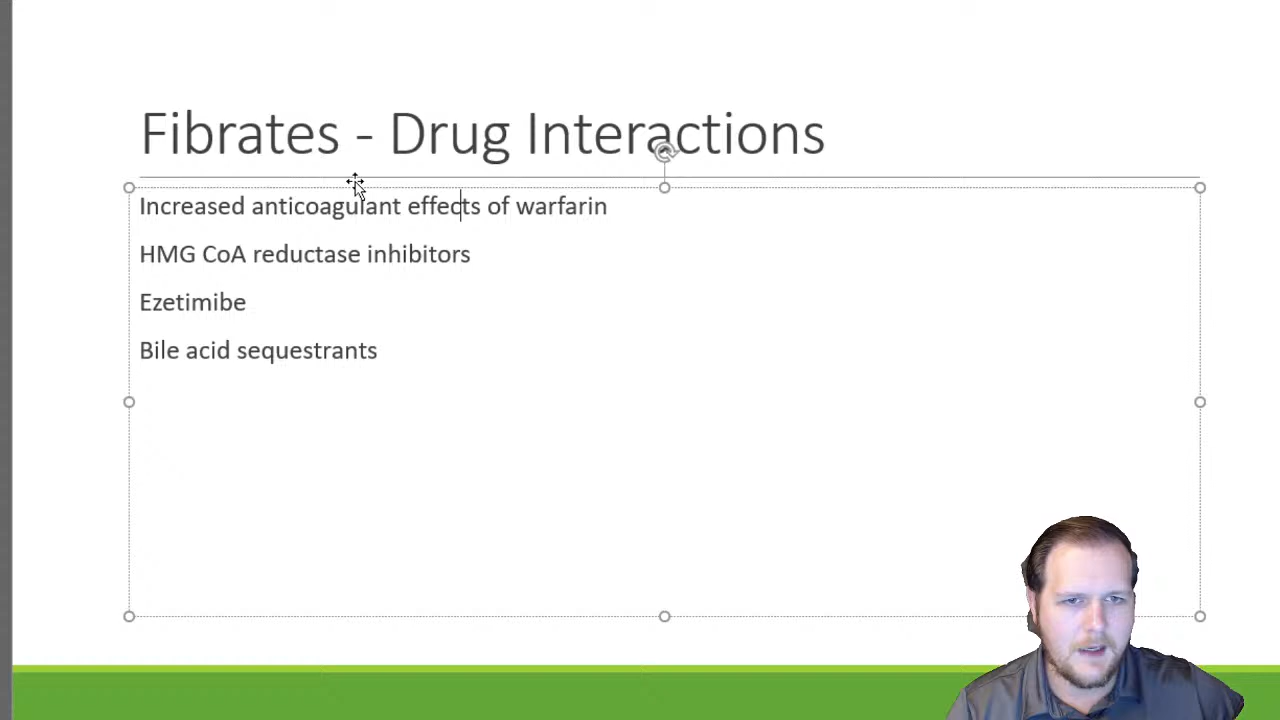 Fibrates - Drug Interactions
Increased anticoagulant effects of warfarin
HMG CoA reductase inhibitors
Ezetimibe
Bile acid sequestrants